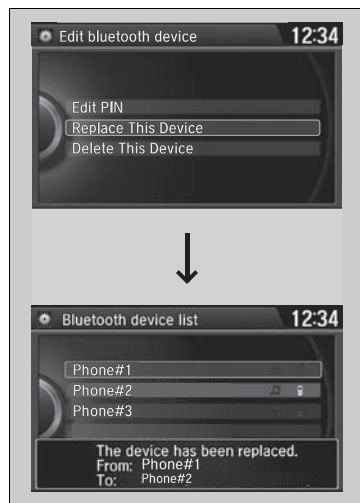 Edit bluetooth device 12:34
Edit PIN
Replace This Device
Delete This Device
Bluetooth device list 12:34
Phone#1
Phone#2
Phone#3
The device has been replaced.
From: Phone#1
To: Phone#2